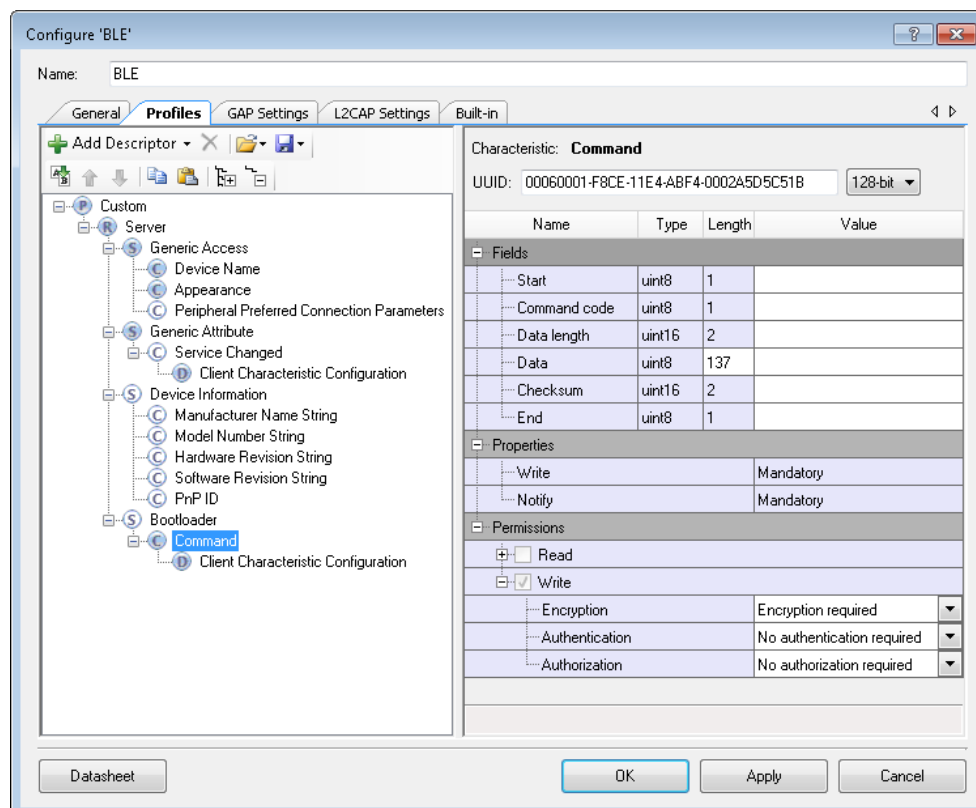 Configure 'BLE'
Name: BLE
General Profiles GAP Settings L2CAP Settings Built-in
Add Descriptor
Custom
Server
Generic Access
Device Name
Appearance
Peripheral Preferred Connection Parameters
Generic Attribute
Service Changed
Client Characteristic Configuration
Device Information
Manufacturer Name String
Model Number String
Hardware Revision String
Software Revision String
PnP ID
Bootloader
Command
Client Characteristic Configuration
Characteristic: Command
UUID: 00060001-F8CE-11E4-ABF4-0002A5D5C51B 128-bit
Name Type Length Value
Fields
Start uint8 1
Command code uint8 1
Data length uint16 2
Data uint8 137
Checksum uint16 2
End uint8 1
Properties
Write Mandatory
Notify Mandatory
Permissions
Read
Write
Encryption Encryption required
Authentication No authentication required
Authorization No authorization required
Datasheet OK Apply Cancel